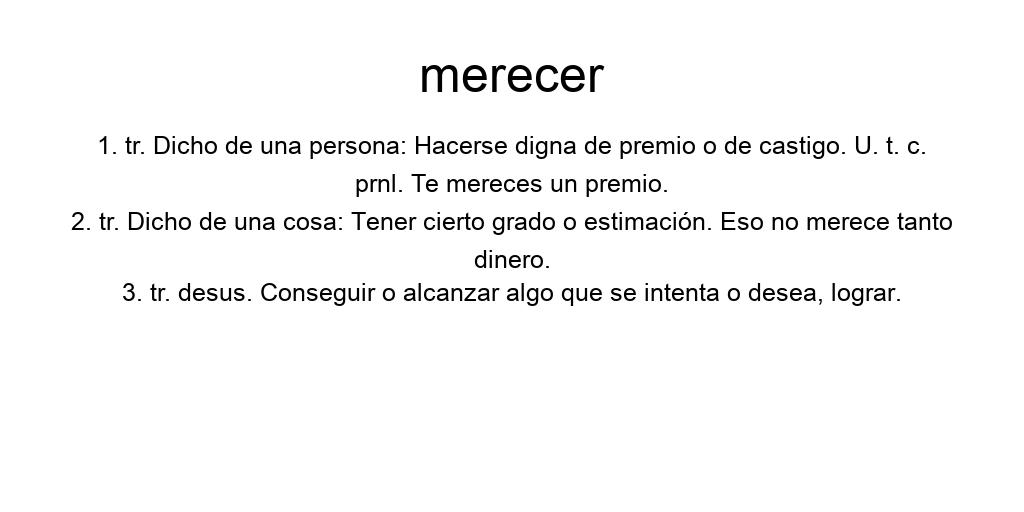 merecer
1. tr. Dicho de una persona: Hacerse digna de premio o de castigo. U. t. c.
prnl. Te mereces un premio.
2. tr. Dicho de una cosa: Tener cierto grado o estimación. Eso no merece tanto
dinero.
3. tr. desus. Conseguir o alcanzar algo que se intenta o desea, lograr.